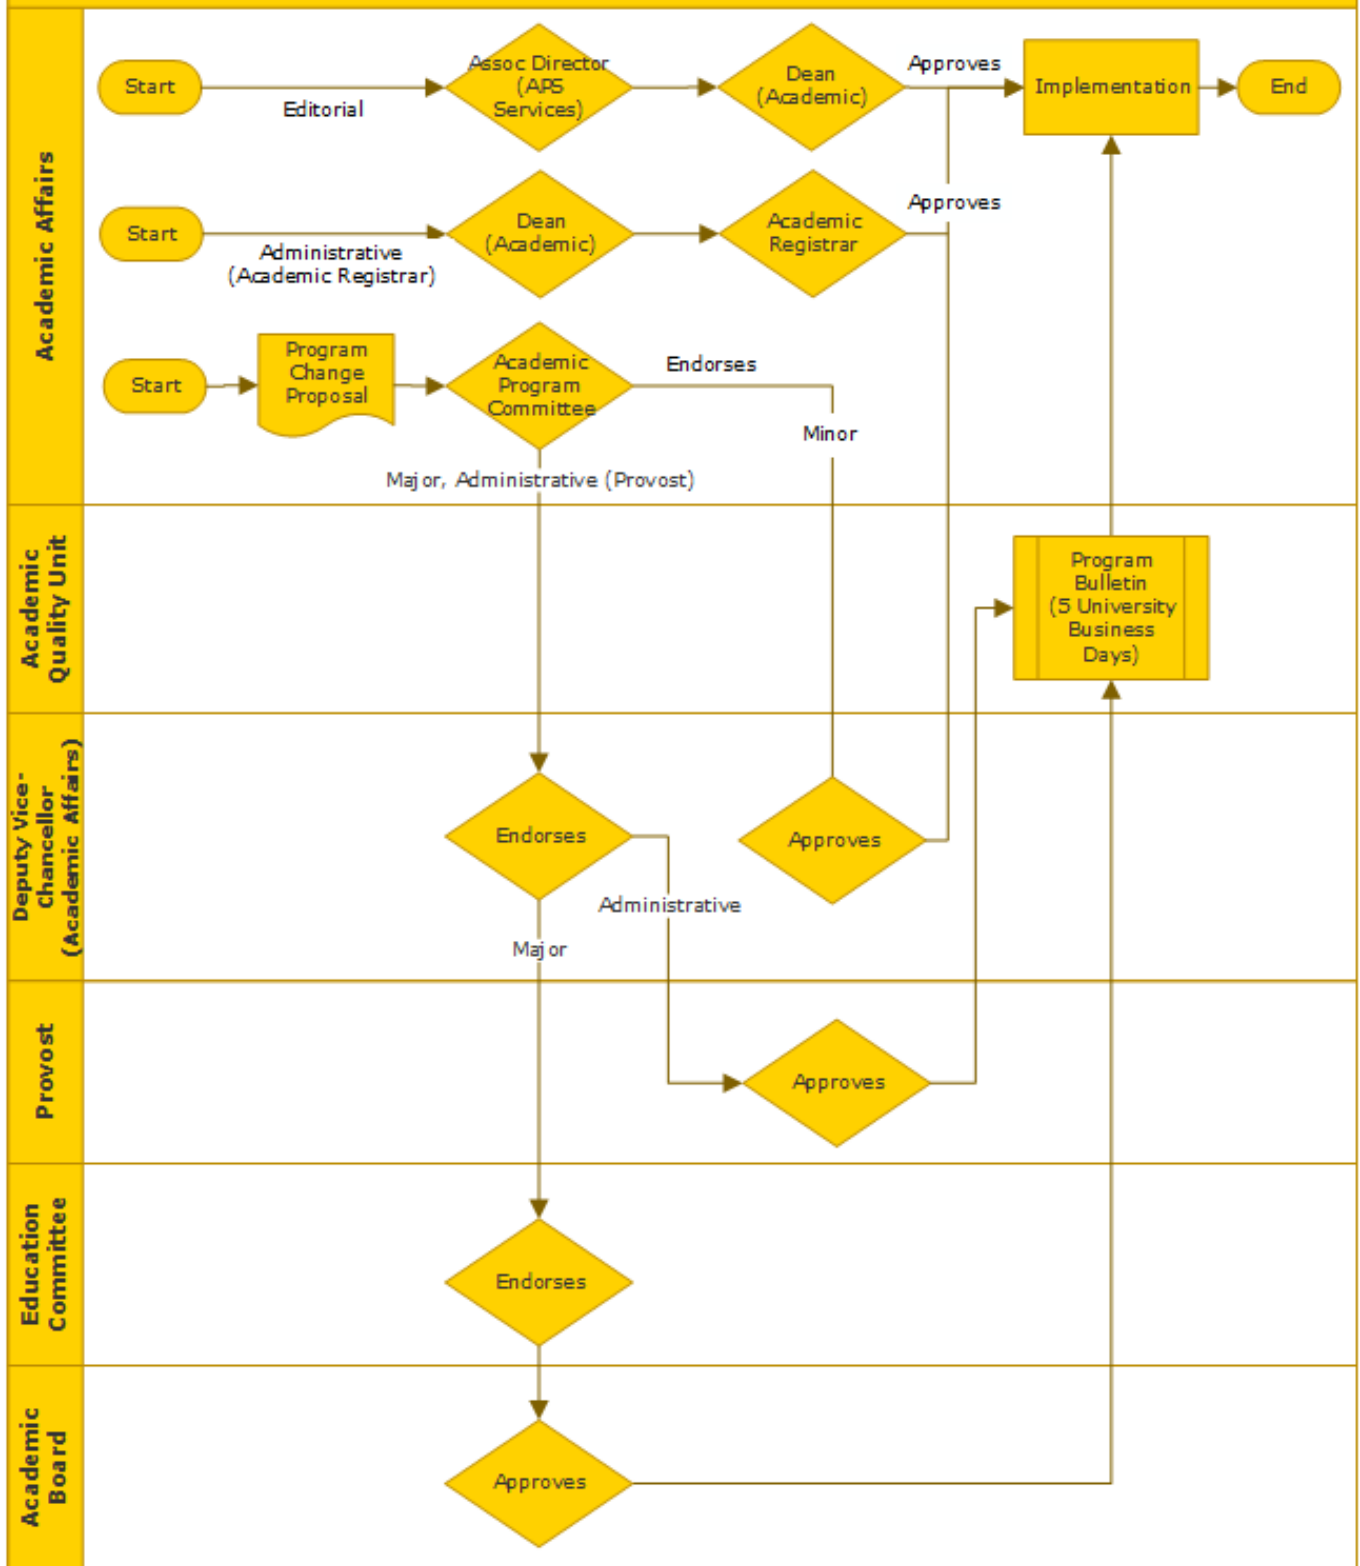 Academic Affairs
Start
Editorial
Assoc Director
(APS
Services)
Dean
(Academic)
Approves
Implementation
End
Start
Administrative
(Academic Registrar)
Dean
(Academic)
Academic
Registrar
Approves
Start
Program
Change
Proposal
Academic
Program
Committee
Endorses
Minor
Major, Administrative (Provost)
Academic
Quality Unit
Program
Bulletin
(5 University
Business
Days)
Deputy Vice-
Chancellor
(Academic Affairs)
Endorses
Approves
Administrative
Major
Provost
Approves
Education
Committee
Endorses
Academic
Board
Approves